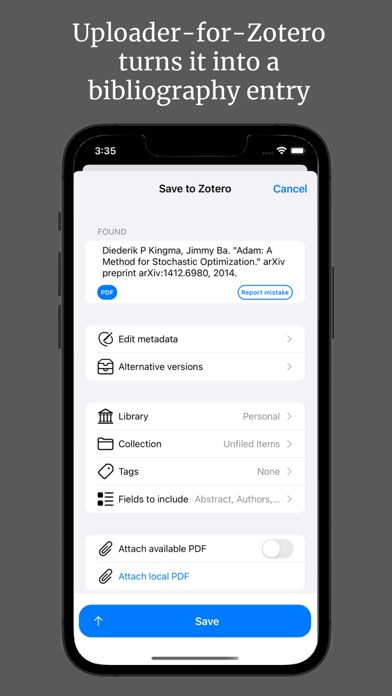 Uploader-for-Zotero
turns it into a
bibliography entry
3:35
Save to Zotero
Cancel
FOUND
Diederik P Kingma, Jimmy Ba. "Adam: A
Method for Stochastic Optimization." arXiv
preprint arXiv:1412.6980, 2014.
PDF
Report mistake
Edit metadata
Alternative versions
Library
Personal
Collection
Unfiled Items
Tags
None
Fields to include
Abstract, Authors,...
Attach available PDF
Attach local PDF
Save